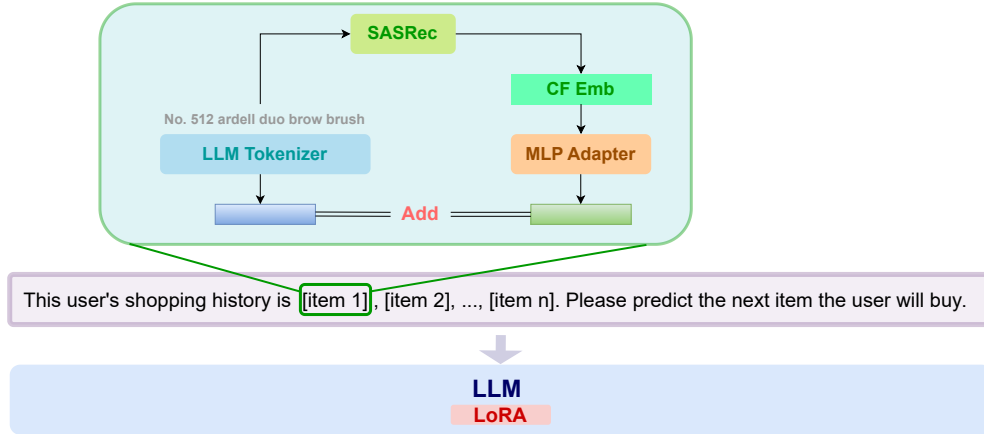 SASRec
CF Emb
No. 512 ardell duo brow brush
LLM Tokenizer
MLP Adapter
Add
This user's shopping history is [item 1], [item 2], ..., [item n]. Please predict the next item the user will buy.
LLM
LoRA